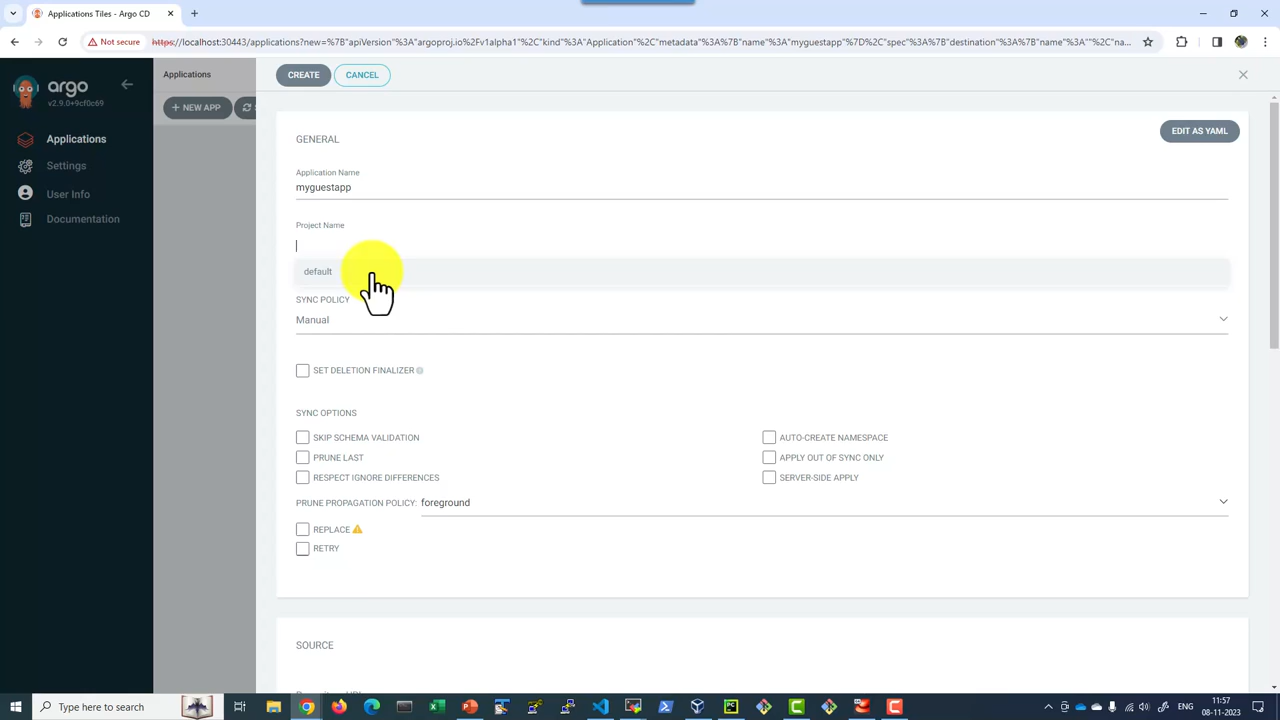 Applications Tiles - Argo CD
Not secure
https://localhost:30443/applications?new=%7B"apiVersion"%3A"argoproj.io%2Fv1alpha1"%2C"kind"%3A"Application"%2C"metadata"%3A%7B"name"%3A"myguestapp"%7D%2C"spec"%3A%7B"destination"%3A%7B"name"%3A""%2C"na...
argo
v2.9.0+9cf0c69
Applications
Settings
User Info
Documentation
Applications
+ NEW APP
CREATE
CANCEL
GENERAL
EDIT AS YAML
Application Name
myguestapp
Project Name
default
SYNC POLICY
Manual
SET DELETION FINALIZER
SYNC OPTIONS
SKIP SCHEMA VALIDATION
AUTO-CREATE NAMESPACE
PRUNE LAST
APPLY OUT OF SYNC ONLY
RESPECT IGNORE DIFFERENCES
SERVER-SIDE APPLY
PRUNE PROPAGATION POLICY: foreground
REPLACE
RETRY
SOURCE
Type here to search
ENG
11:57
08-11-2023